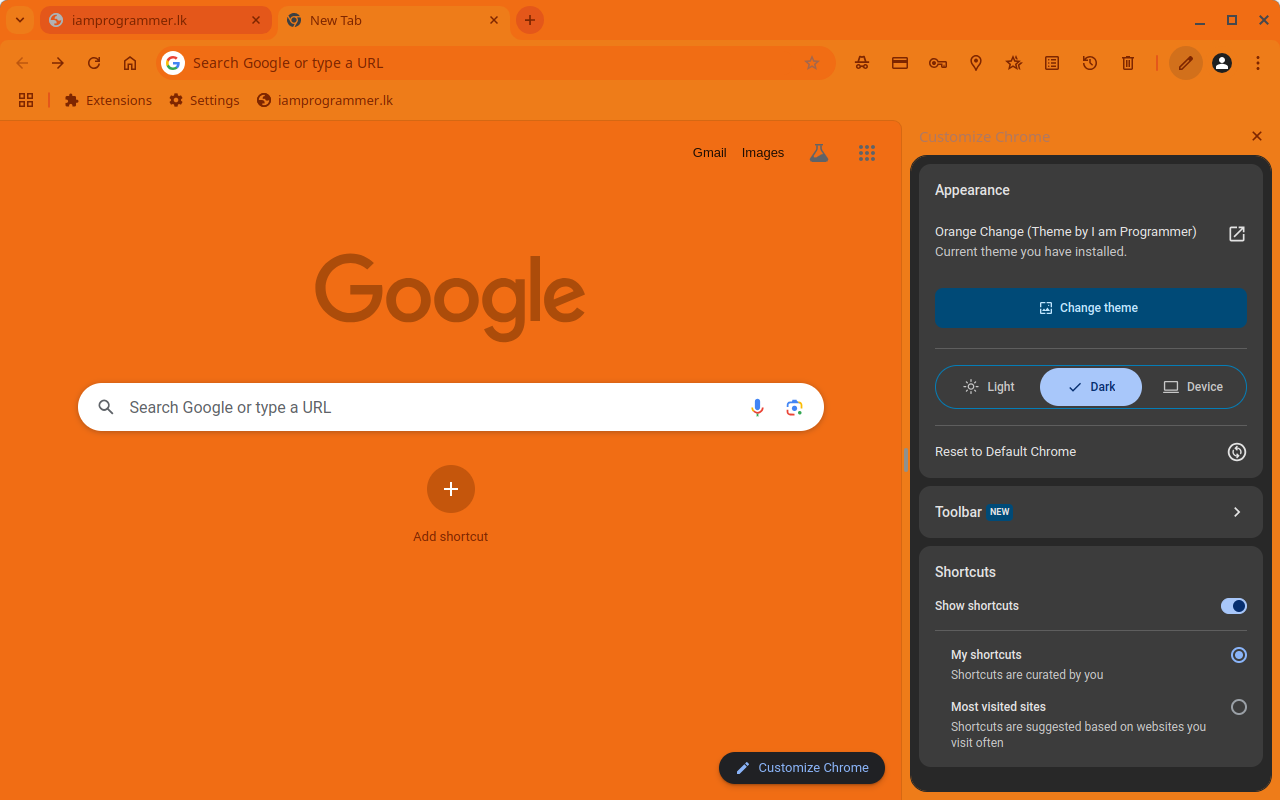 iamprogrammer.lk
New Tab
Search Google or type a URL
Extensions
Settings
iamprogrammer.lk
Gmail
Images
Google
Search Google or type a URL
Add shortcut
Customize Chrome
Customize Chrome
Appearance
Orange Change (Theme by I am Programmer)
Current theme you have installed.
Change theme
Light
Dark
Device
Reset to Default Chrome
Toolbar NEW
Shortcuts
Show shortcuts
My shortcuts
Shortcuts are curated by you
Most visited sites
Shortcuts are suggested based on websites you
visit often